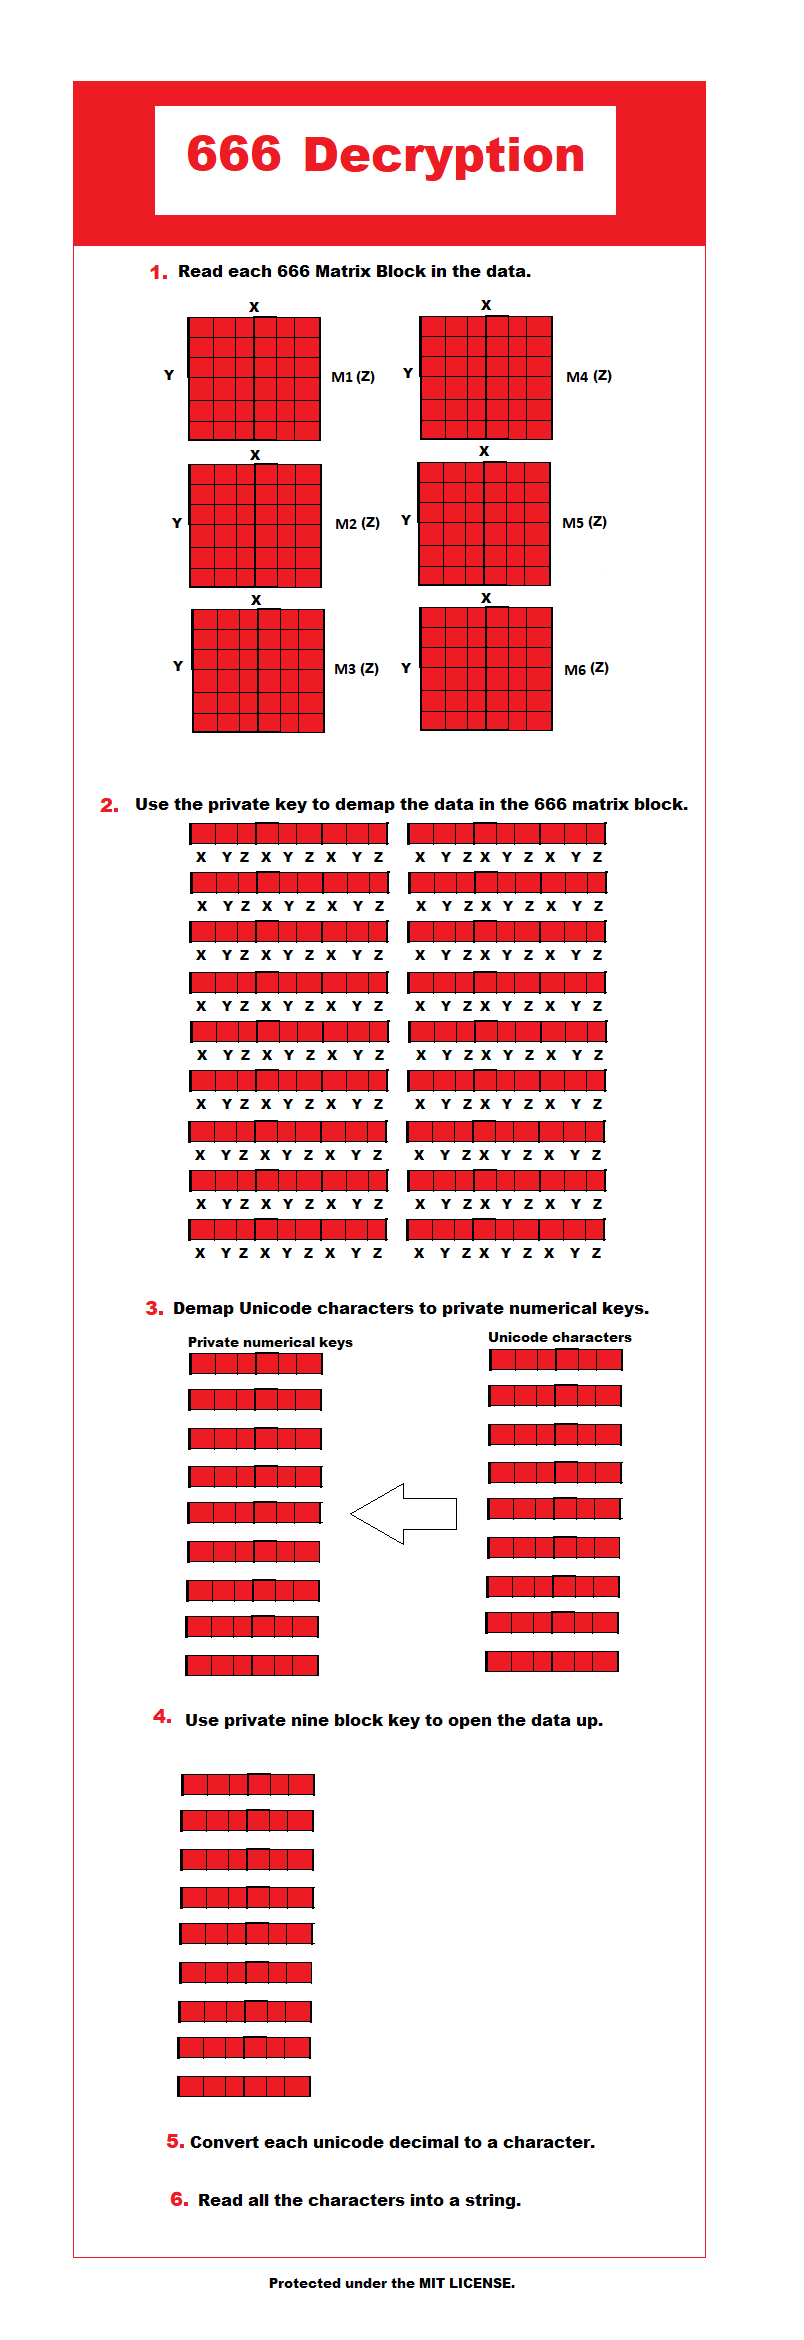 666 Decryption
1. Read each 666 Matrix Block in the data.
X X
Y M1 (Z) Y M4 (Z)
X X
Y M2 (Z) Y M5 (Z)
X X
Y M3 (Z) Y M6 (Z)
2. Use the private key to demap the data in the 666 matrix block.
X Y Z X Y Z X Y Z X Y Z X Y Z X Y Z
X Y Z X Y Z X Y Z X Y Z X Y Z X Y Z
X Y Z X Y Z X Y Z X Y Z X Y Z X Y Z
X Y Z X Y Z X Y Z X Y Z X Y Z X Y Z
X Y Z X Y Z X Y Z X Y Z X Y Z X Y Z
X Y Z X Y Z X Y Z X Y Z X Y Z X Y Z
X Y Z X Y Z X Y Z X Y Z X Y Z X Y Z
X Y Z X Y Z X Y Z X Y Z X Y Z X Y Z
X Y Z X Y Z X Y Z X Y Z X Y Z X Y Z
3. Demap Unicode characters to private numerical keys.
Private numerical keys Unicode characters
4. Use private nine block key to open the data up.
5. Convert each unicode decimal to a character.
6. Read all the characters into a string.
Protected under the MIT LICENSE.